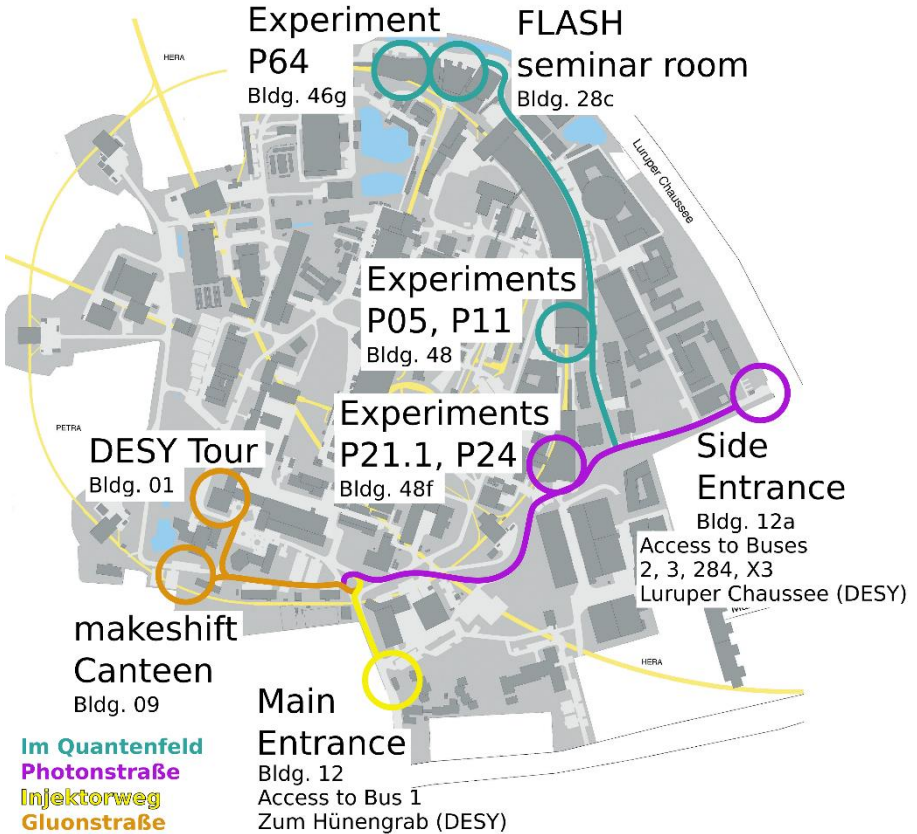 Experiment
P64
Bldg. 46g
FLASH
seminar room
Bldg. 28c
HERA
Luruper Chaussee
Experiments
P05, P11
Bldg. 48
Experiments
P21.1, P24
Bldg. 48f
PETRA
DESY Tour
Bldg. 01
Side
Entrance
Bldg. 12a
Access to Buses
2, 3, 284, X3
Luruper Chaussee (DESY)
makeshift
Canteen
Bldg. 09
HERA
Main
Entrance
Bldg. 12
Access to Bus 1
Zum Hünengrab (DESY)
Im Quantenfeld
Photonstraße
Injektorweg
Gluonstraße